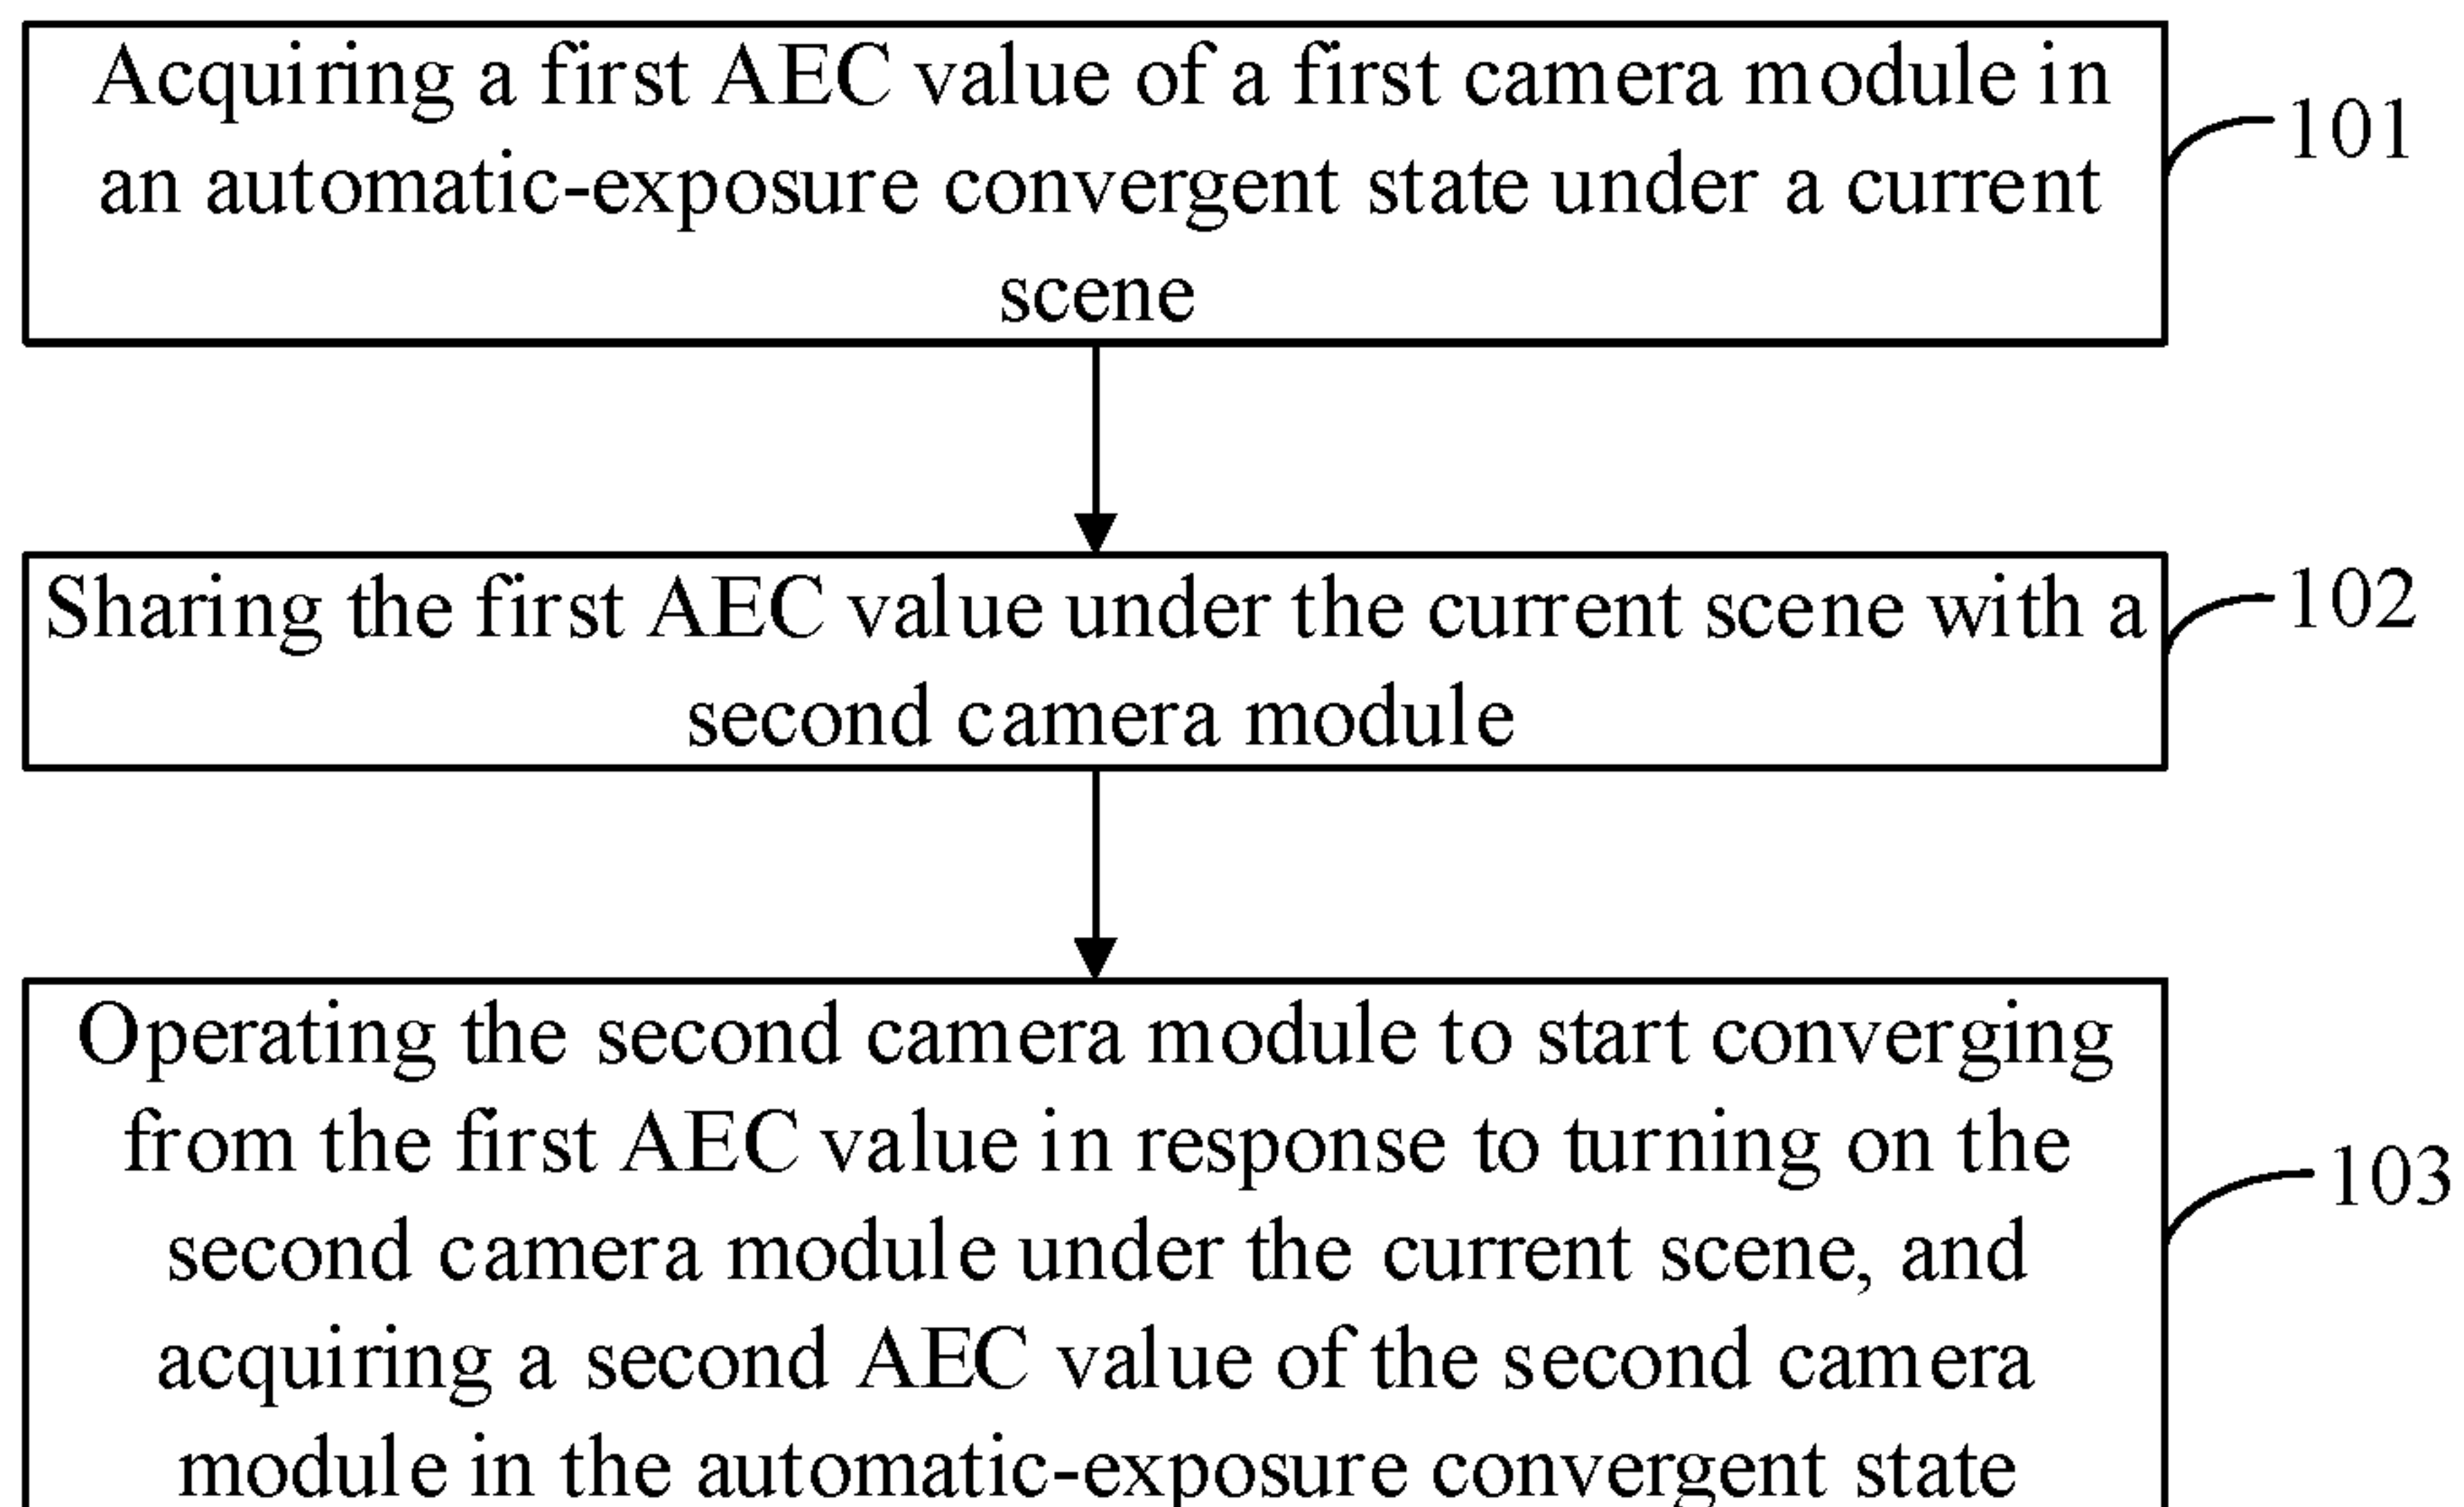 Acquiring a first AEC value of a first camera module in
an automatic-exposure convergent state under a current
scene
101
Sharing the first AEC value under the current scene with a
second camera module
102
Operating the second camera module to start converging
from the first AEC value in response to turning on the
second camera module under the current scene, and
acquiring a second AEC value of the second camera
module in the automatic-exposure convergent state
103